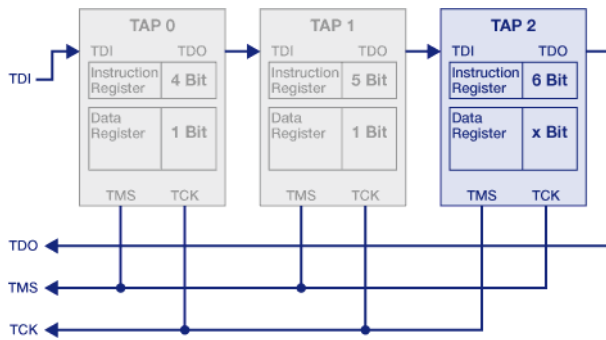 TAP 0
TDI TDO
Instruction
Register
4 Bit
Data
Register
1 Bit
TMS TCK
TAP 1
TDI TDO
Instruction
Register
5 Bit
Data
Register
1 Bit
TMS TCK
TAP 2
TDI TDO
Instruction
Register
6 Bit
Data
Register
x Bit
TMS TCK
TDI
TDO
TMS
TCK